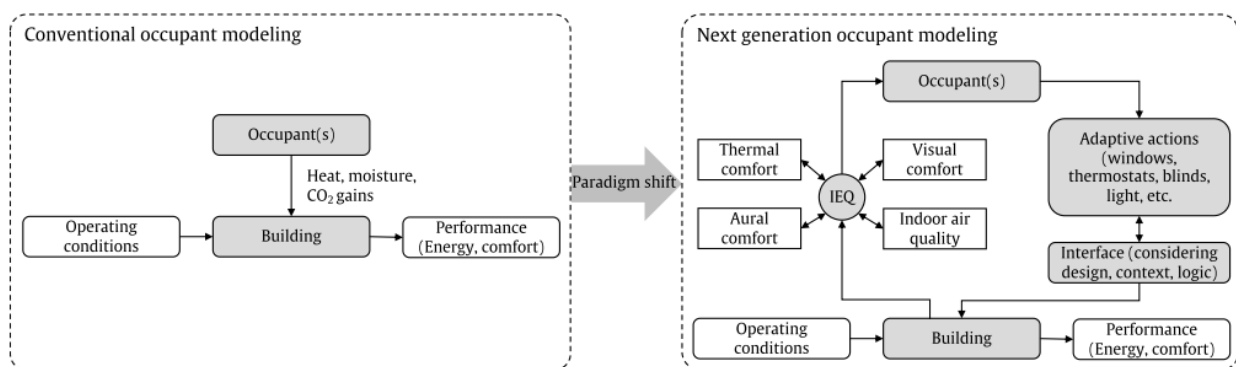 Conventional occupant modeling
Occupant(s)
Heat, moisture,
CO₂ gains
Operating
conditions
Building
Performance
(Energy, comfort)
Paradigm shift
Next generation occupant modeling
Occupant(s)
Thermal
comfort
Visual
comfort
IEQ
Aural
comfort
Indoor air
quality
Adaptive actions
(windows,
thermostats, blinds,
light, etc.
Interface (considering
design, context, logic)
Operating
conditions
Building
Performance
(Energy, comfort)